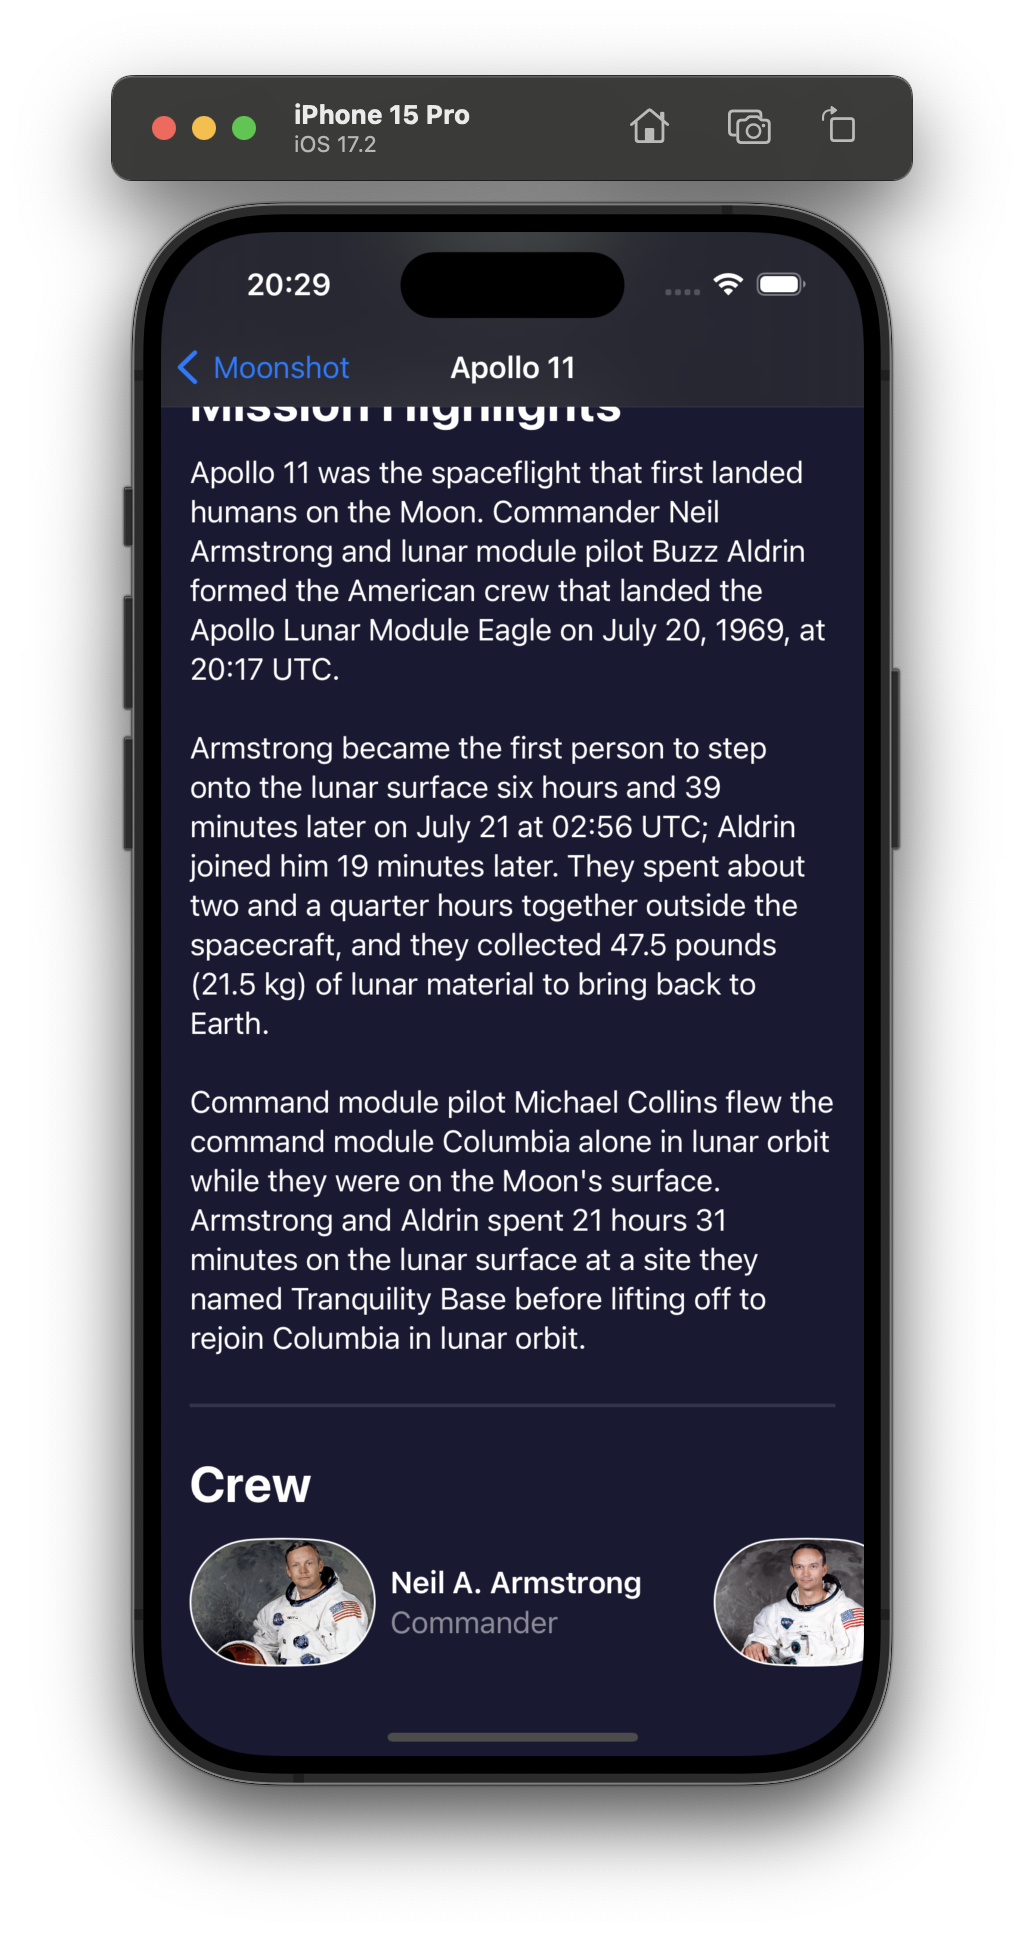 iPhone 15 Pro
iOS 17.2
20:29
Moonshot
Apollo 11
Mission Highlights
Apollo 11 was the spaceflight that first landed
humans on the Moon. Commander Neil
Armstrong and lunar module pilot Buzz Aldrin
formed the American crew that landed the
Apollo Lunar Module Eagle on July 20, 1969, at
20:17 UTC.
Armstrong became the first person to step
onto the lunar surface six hours and 39
minutes later on July 21 at 02:56 UTC; Aldrin
joined him 19 minutes later. They spent about
two and a quarter hours together outside the
spacecraft, and they collected 47.5 pounds
(21.5 kg) of lunar material to bring back to
Earth.
Command module pilot Michael Collins flew the
command module Columbia alone in lunar orbit
while they were on the Moon's surface.
Armstrong and Aldrin spent 21 hours 31
minutes on the lunar surface at a site they
named Tranquility Base before lifting off to
rejoin Columbia in lunar orbit.
Crew
Neil A. Armstrong
Commander